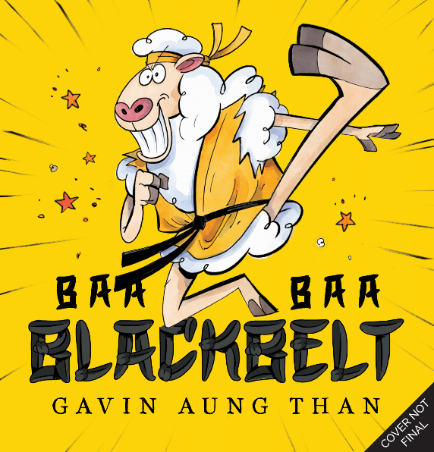 BAA BAA
BLACKBELT
GAVIN AUNG THAN
COVER NOT
FINAL